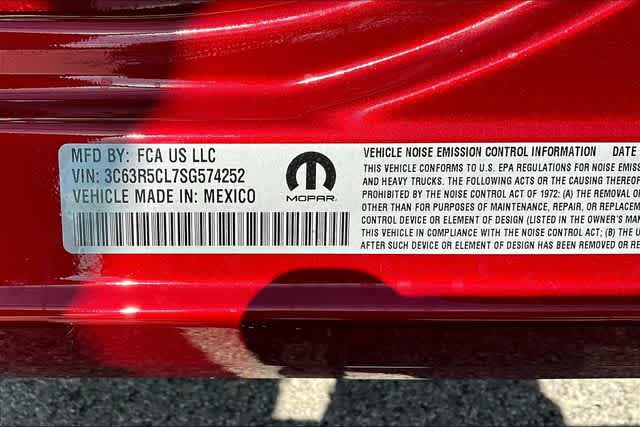 MFD BY: FCA US LLC
VIN: 3C63R5CL7SG574252
VEHICLE MADE IN: MEXICO
MOPAR
VEHICLE NOISE EMISSION CONTROL INFORMATION DATE
THIS VEHICLE CONFORMS TO U.S. EPA REGULATIONS FOR NOISE EMISS
AND HEAVY TRUCKS. THE FOLLOWING ACTS OR THE CAUSING THEREOF
PROHIBITED BY THE NOISE CONTROL ACT OF 1972: (A) THE REMOVAL O
OTHER THAN FOR PURPOSES OF MAINTENANCE, REPAIR, OR REPLACEM
CONTROL DEVICE OR ELEMENT OF DESIGN (LISTED IN THE OWNER'S MA
THIS VEHICLE IN COMPLIANCE WITH THE NOISE CONTROL ACT; (B) THE U
AFTER SUCH DEVICE OR ELEMENT OF DESIGN HAS BEEN REMOVED OR RE